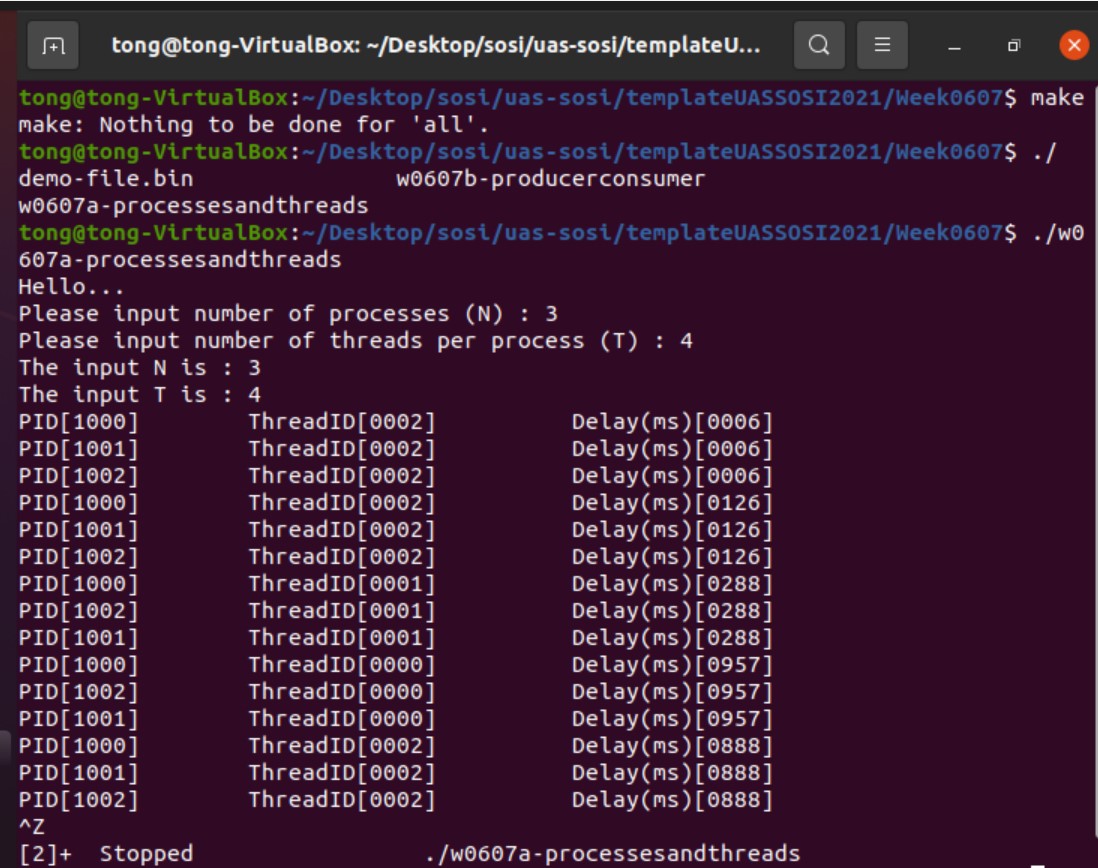 tong@tong-VirtualBox: ~/Desktop/sosi/uas-sosi/templateU...
tong@tong-VirtualBox:~/Desktop/sosi/uas-sosi/templateUASSOSI2021/Week0607$ make
make: Nothing to be done for 'all'.
tong@tong-VirtualBox:~/Desktop/sosi/uas-sosi/templateUASSOSI2021/Week0607$ ./
demo-file.bin                  w0607b-producerconsumer
w0607a-processesandthreads
tong@tong-VirtualBox:~/Desktop/sosi/uas-sosi/templateUASSOSI2021/Week0607$ ./w0
607a-processesandthreads
Hello...
Please input number of processes (N) : 3
Please input number of threads per process (T) : 4
The input N is : 3
The input T is : 4
PID[1000]        ThreadID[0002]          Delay(ms)[0006]
PID[1001]        ThreadID[0002]          Delay(ms)[0006]
PID[1002]        ThreadID[0002]          Delay(ms)[0006]
PID[1000]        ThreadID[0002]          Delay(ms)[0126]
PID[1001]        ThreadID[0002]          Delay(ms)[0126]
PID[1002]        ThreadID[0002]          Delay(ms)[0126]
PID[1000]        ThreadID[0001]          Delay(ms)[0288]
PID[1002]        ThreadID[0001]          Delay(ms)[0288]
PID[1001]        ThreadID[0001]          Delay(ms)[0288]
PID[1000]        ThreadID[0000]          Delay(ms)[0957]
PID[1002]        ThreadID[0000]          Delay(ms)[0957]
PID[1001]        ThreadID[0000]          Delay(ms)[0957]
PID[1000]        ThreadID[0002]          Delay(ms)[0888]
PID[1001]        ThreadID[0002]          Delay(ms)[0888]
PID[1002]        ThreadID[0002]          Delay(ms)[0888]
^Z
[2]+  Stopped                 ./w0607a-processesandthreads